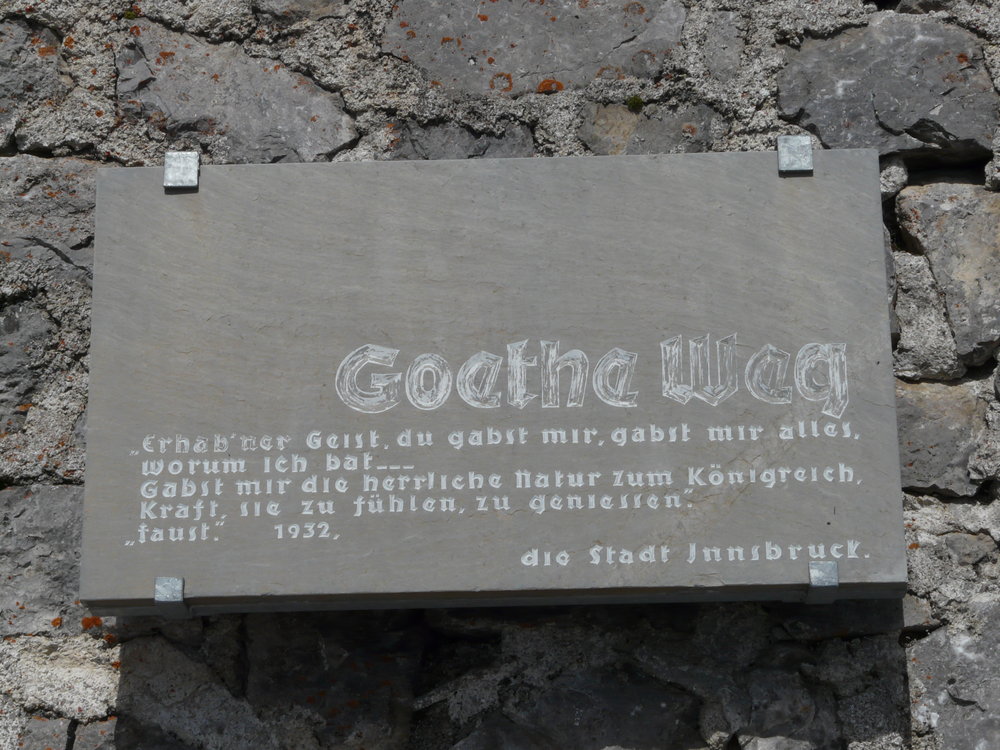 Goethe Weg
„Erhab'ner Geist, du gabst mir, gabst mir alles,
worum ich bat---
Gabst mir die herrliche Natur zum Königreich,
Kraft, sie zu fühlen, zu geniessen."
„Faust." 1932,
die Stadt Innsbruck.